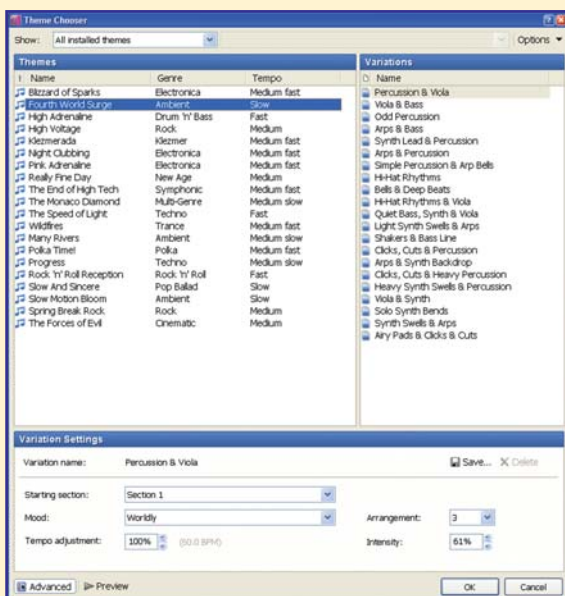 Theme Chooser
Show: All installed themes Options
Themes
! Name Genre Tempo
Blizzard of Sparks Electronica Medium fast
Fourth World Surge Ambient Slow
High Adrenaline Drum 'n' Bass Fast
High Voltage Rock Medium
Klezmerada Klezmer Medium fast
Night Clubbing Electronica Medium fast
Pink Adrenaline Electronica Medium fast
Really Fine Day New Age Medium
The End of High Tech Symphonic Medium fast
The Monaco Diamond Multi-Genre Medium slow
The Speed of Light Techno Fast
Wildfires Trance Medium fast
Many Rivers Ambient Medium slow
Polka Time! Polka Medium fast
Progress Techno Medium slow
Rock 'n' Roll Reception Rock 'n' Roll Fast
Slow And Sincere Pop Ballad Slow
Slow Motion Bloom Ambient Slow
Spring Break Rock Rock Medium
The Forces of Evil Cinematic Medium
Variations
Name
Percussion & Viola
Viola & Bass
Odd Percussion
Arps & Bass
Synth Lead & Percussion
Arps & Percussion
Simple Percussion & Arp Bells
Hi-Hat Rhythms
Bells & Deep Beats
Hi-Hat Rhythms & Viola
Quiet Bass, Synth & Viola
Light Synth Swells & Arps
Shakers & Bass Line
Clicks, Cuts & Percussion
Arps & Synth Backdrop
Clicks, Cuts & Heavy Percussion
Heavy Synth Swells & Percussion
Viola & Synth
Solo Synth Bends
Synth Swells & Arps
Airy Pads & Clicks & Cuts
Variation Settings
Variation name: Percussion & Viola Save... Delete
Starting section: Section 1
Mood: Worldly Arrangement: 3
Tempo adjustment: 100% (50.0 BPM) Intensity: 61%
Advanced Preview OK Cancel